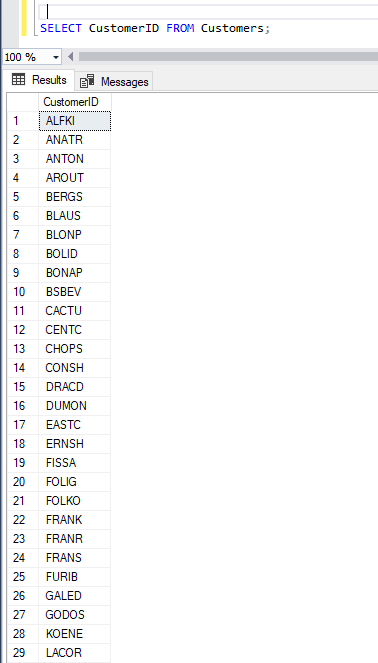 SELECT CustomerID FROM Customers;
100 %
Results Messages
CustomerID
1 ALFKI
2 ANATR
3 ANTON
4 AROUT
5 BERGS
6 BLAUS
7 BLONP
8 BOLID
9 BONAP
10 BSBEV
11 CACTU
12 CENTC
13 CHOPS
14 CONSH
15 DRACD
16 DUMON
17 EASTC
18 ERNSH
19 FISSA
20 FOLIG
21 FOLKO
22 FRANK
23 FRANR
24 FRANS
25 FURIB
26 GALED
27 GODOS
28 KOENE
29 LACOR